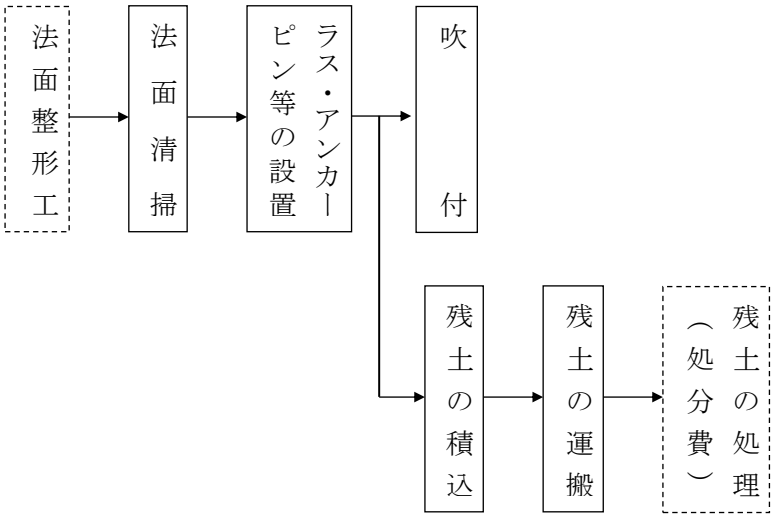 法面整形工
法面清掃
ラス・アンカー
ピン等の設置
吹付
残土の積込
残土の運搬
残土の処理
（処分費）